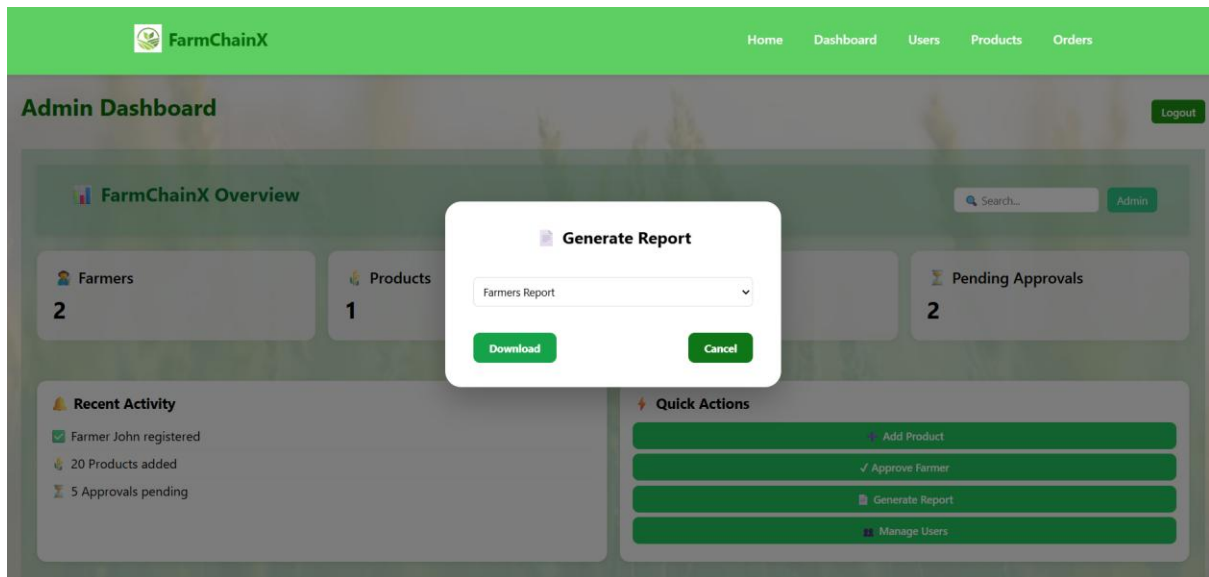 FarmChainX
Home Dashboard Users Products Orders
Admin Dashboard
Logout
FarmChainX Overview
Search...
Admin
Generate Report
Farmers Report
Download
Cancel
Farmers
2
Products
1
Pending Approvals
2
Recent Activity
Farmer John registered
20 Products added
5 Approvals pending
Quick Actions
Add Product
✓ Approve Farmer
Generate Report
Manage Users